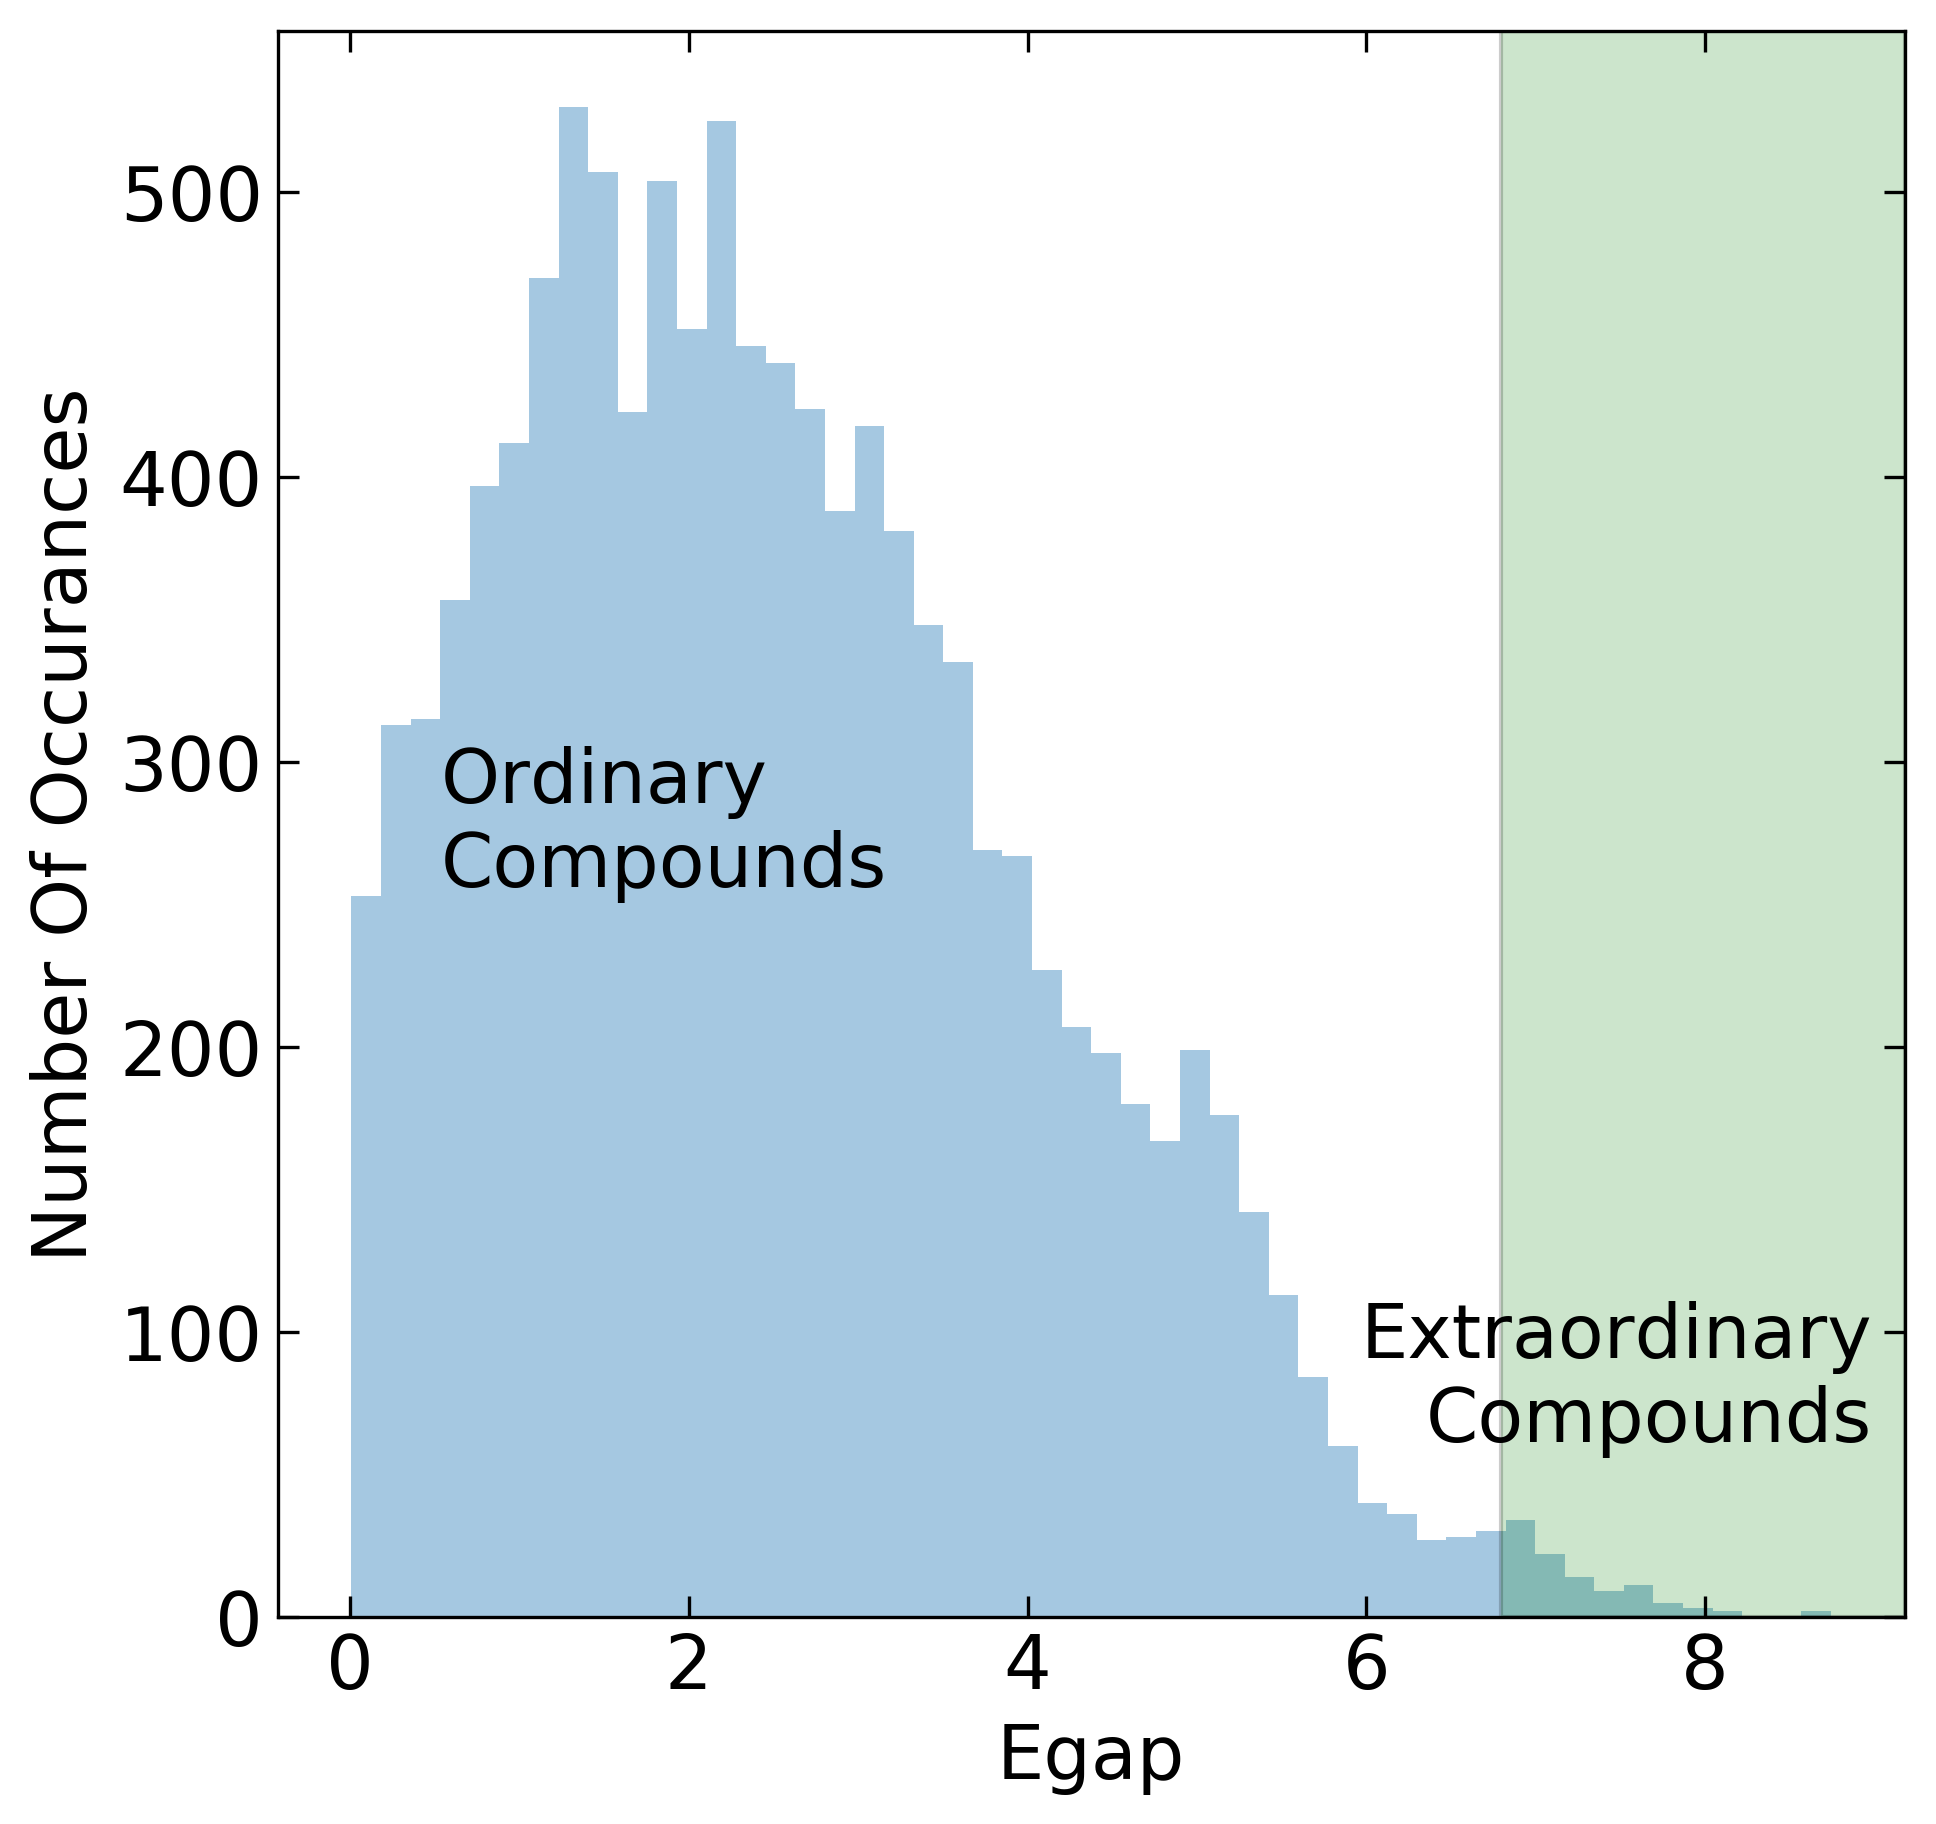 500
400
300
200
100
0
Number Of Occurances
Ordinary
Compounds
Extraordinary
Compounds
0 2 4 6 8
Egap